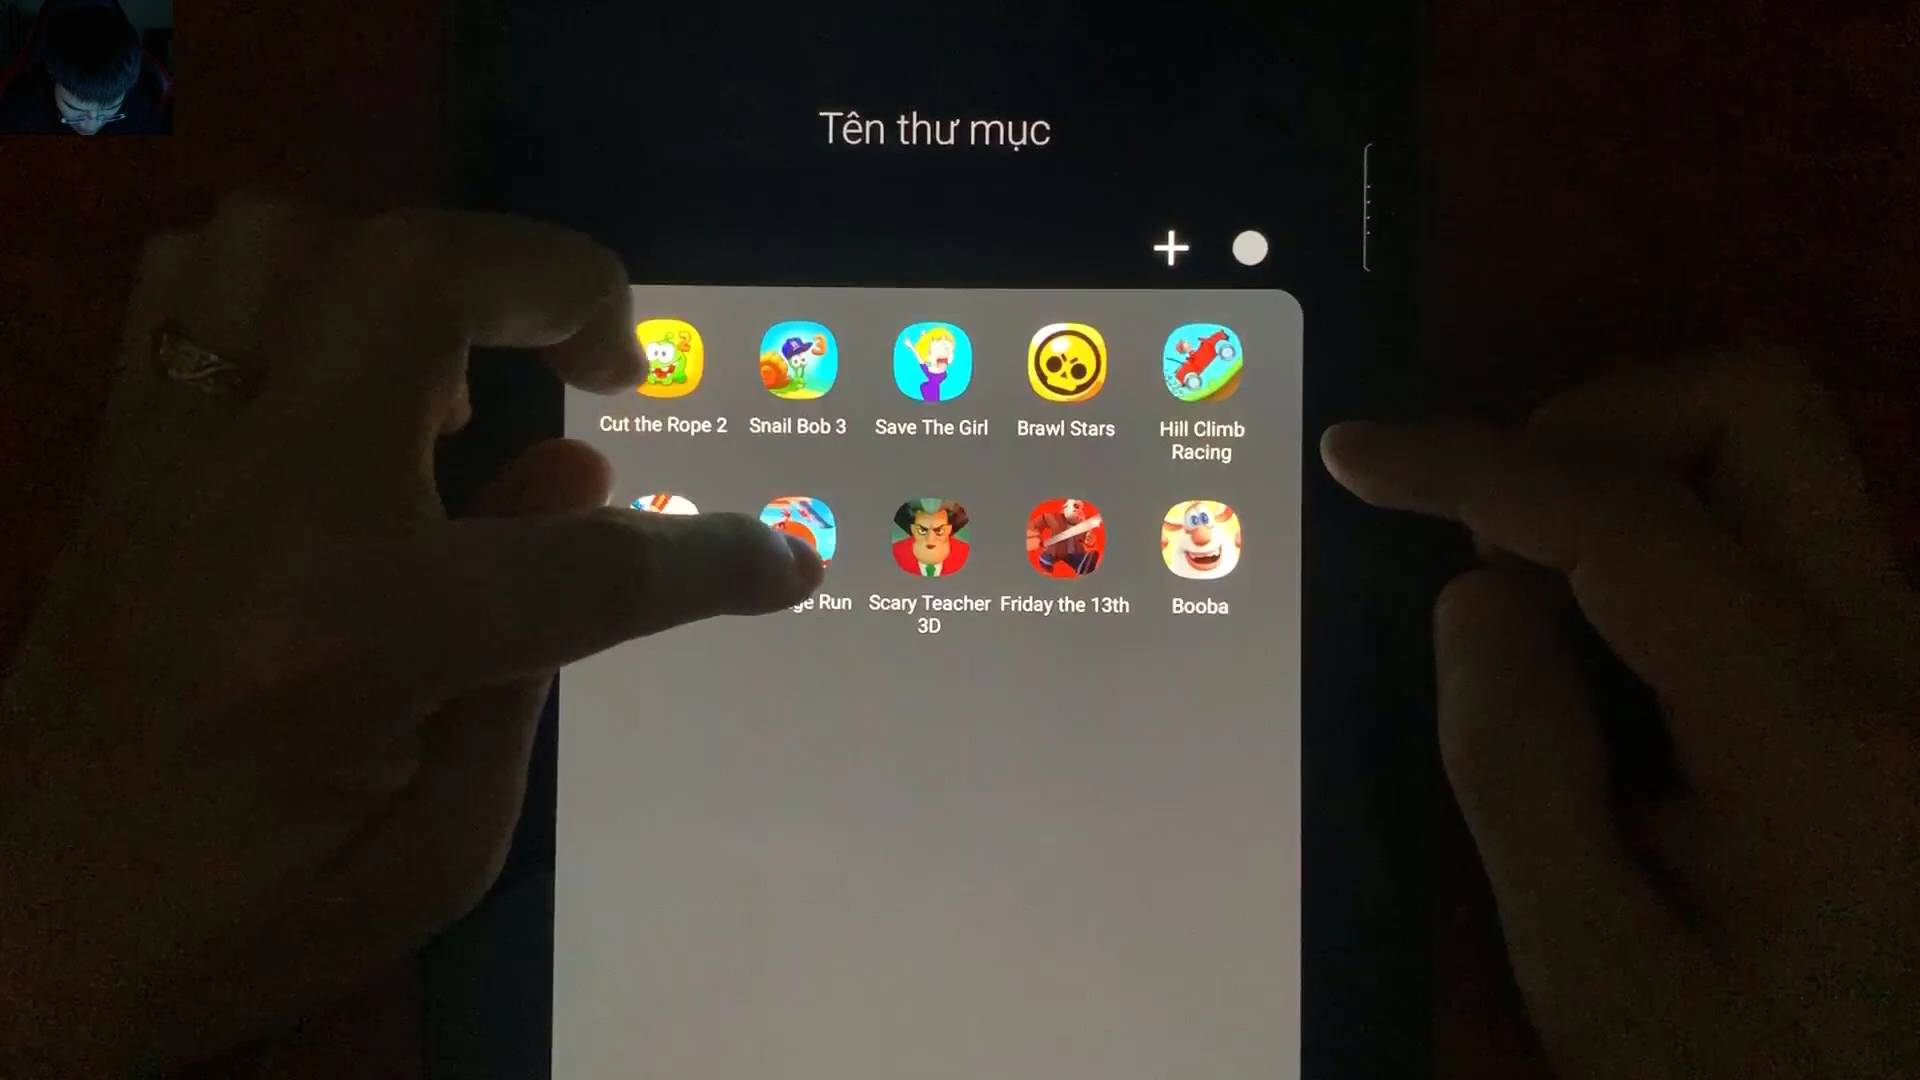 Tên thư mục
Cut the Rope 2
Snail Bob 3
Save The Girl
Brawl Stars
Hill Climb
Racing
Run
Scary Teacher
3D
Friday the 13th
Booba